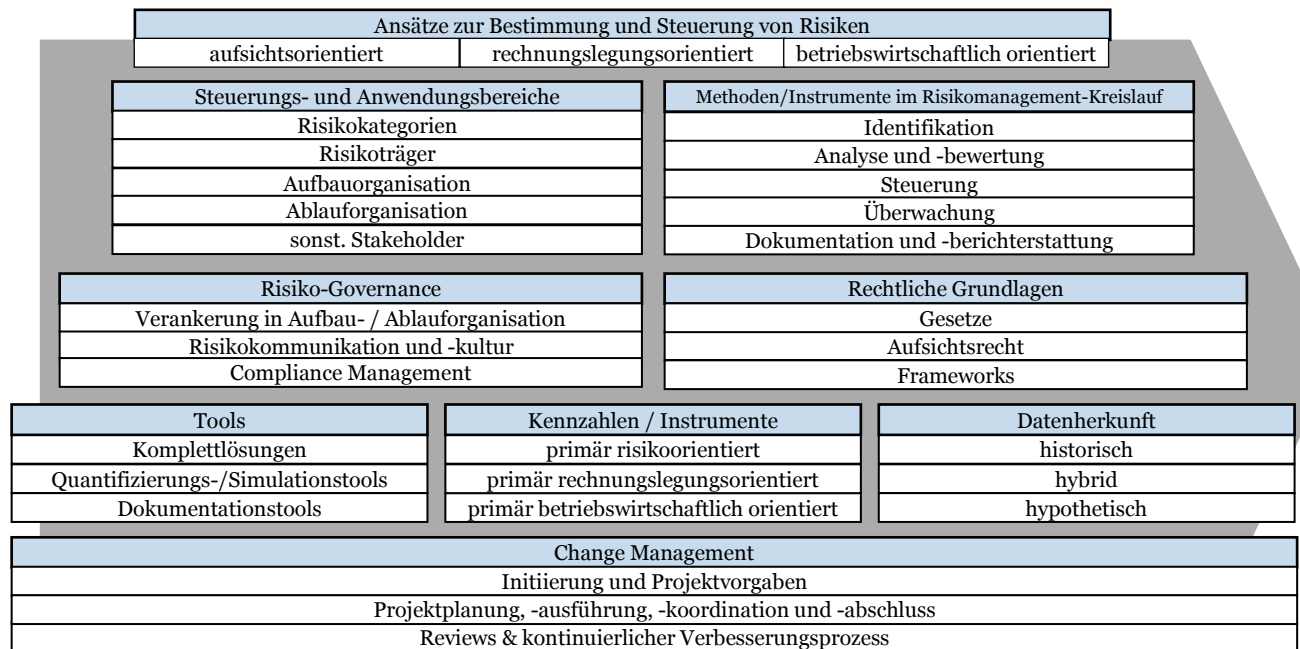 Ansätze zur Bestimmung und Steuerung von Risiken
aufsichtsorientiert
rechnungslegungsorientiert
betriebswirtschaftlich orientiert
Steuerungs- und Anwendungsbereiche
Risikokategorien
Risikoträger
Aufbauorganisation
Ablauforganisation
sonst. Stakeholder
Methoden/Instrumente im Risikomanagement-Kreislauf
Identifikation
Analyse und -bewertung
Steuerung
Überwachung
Dokumentation und -berichterstattung
Risiko-Governance
Verankerung in Aufbau- / Ablauforganisation
Risikokommunikation und -kultur
Compliance Management
Rechtliche Grundlagen
Gesetze
Aufsichtsrecht
Frameworks
Tools
Komplettlösungen
Quantifizierungs-/Simulationstools
Dokumentationstools
Kennzahlen / Instrumente
primär risikoorientiert
primär rechnungslegungsorientiert
primär betriebswirtschaftlich orientiert
Datenherkunft
historisch
hybrid
hypothetisch
Change Management
Initiierung und Projektvorgaben
Projektplanung, -ausführung, -koordination und -abschluss
Reviews & kontinuierlicher Verbesserungsprozess